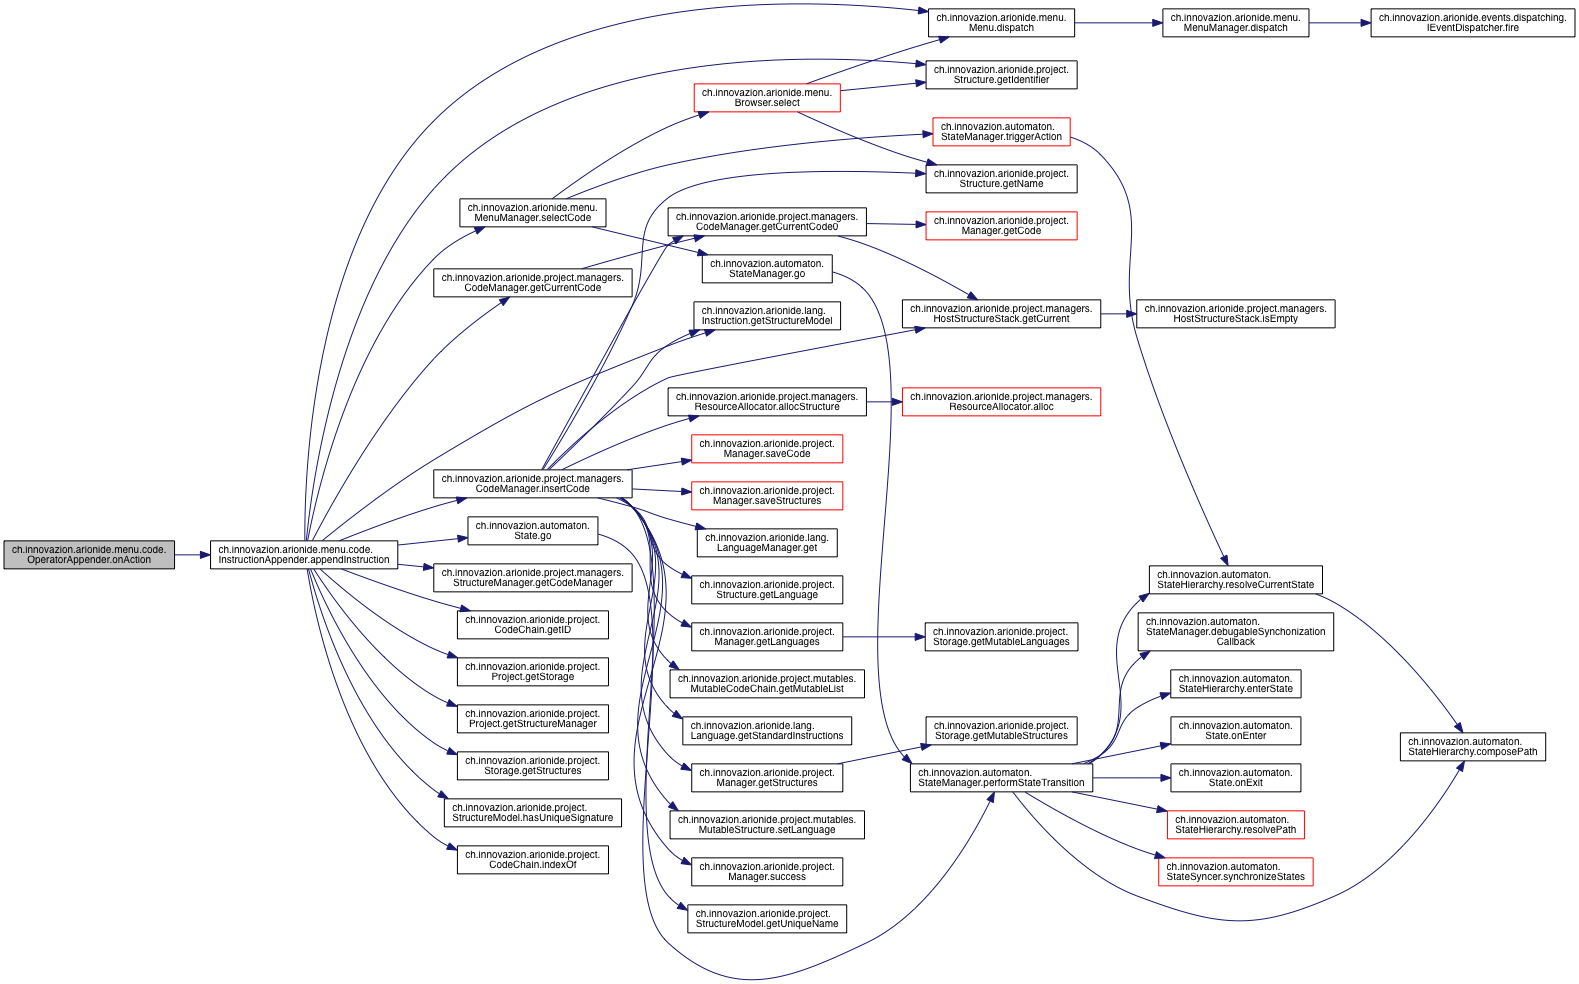 ch.innovazion.arionide.menu.code.
OperatorAppender.onAction
ch.innovazion.arionide.menu.code.
InstructionAppender.appendInstruction
ch.innovazion.arionide.menu.
MenuManager.selectCode
ch.innovazion.arionide.project.managers.
CodeManager.getCurrentCode
ch.innovazion.arionide.project.managers.
CodeManager.insertCode
ch.innovazion.automaton.
State.go
ch.innovazion.arionide.project.managers.
StructureManager.getCodeManager
ch.innovazion.arionide.project.
CodeChain.getID
ch.innovazion.arionide.project.
Project.getStorage
ch.innovazion.arionide.project.
Project.getStructureManager
ch.innovazion.arionide.project.
Storage.getStructures
ch.innovazion.arionide.project.
StructureModel.hasUniqueSignature
ch.innovazion.arionide.project.
CodeChain.indexOf
ch.innovazion.arionide.menu.
Browser.select
ch.innovazion.arionide.project.managers.
CodeManager.getCurrentCode0
ch.innovazion.automaton.
StateManager.go
ch.innovazion.arionide.lang.
Instruction.getStructureModel
ch.innovazion.arionide.project.managers.
ResourceAllocator.allocStructure
ch.innovazion.arionide.project.
Manager.saveCode
ch.innovazion.arionide.project.
Manager.saveStructures
ch.innovazion.arionide.lang.
LanguageManager.get
ch.innovazion.arionide.project.
Structure.getLanguage
ch.innovazion.arionide.project.
Manager.getLanguages
ch.innovazion.arionide.project.mutables.
MutableCodeChain.getMutableList
ch.innovazion.arionide.lang.
Language.getStandardInstructions
ch.innovazion.arionide.project.
Manager.getStructures
ch.innovazion.arionide.project.mutables.
MutableStructure.setLanguage
ch.innovazion.arionide.project.
Manager.success
ch.innovazion.arionide.project.
StructureModel.getUniqueName
ch.innovazion.arionide.menu.
Menu.dispatch
ch.innovazion.arionide.project.
Structure.getIdentifier
ch.innovazion.automaton.
StateManager.triggerAction
ch.innovazion.arionide.project.
Structure.getName
ch.innovazion.arionide.project.
Manager.getCode
ch.innovazion.arionide.project.managers.
HostStructureStack.getCurrent
ch.innovazion.arionide.project.managers.
ResourceAllocator.alloc
ch.innovazion.arionide.project.
Storage.getMutableLanguages
ch.innovazion.arionide.project.
Storage.getMutableStructures
ch.innovazion.automaton.
StateManager.performStateTransition
ch.innovazion.arionide.menu.
MenuManager.dispatch
ch.innovazion.arionide.project.managers.
HostStructureStack.isEmpty
ch.innovazion.automaton.
StateHierarchy.resolveCurrentState
ch.innovazion.automaton.
StateManager.debugableSynchonization
Callback
ch.innovazion.automaton.
StateHierarchy.enterState
ch.innovazion.automaton.
State.onEnter
ch.innovazion.automaton.
State.onExit
ch.innovazion.automaton.
StateHierarchy.resolvePath
ch.innovazion.automaton.
StateSyncer.synchronizeStates
ch.innovazion.arionide.events.dispatching.
IEventDispatcher.fire
ch.innovazion.automaton.
StateHierarchy.composePath